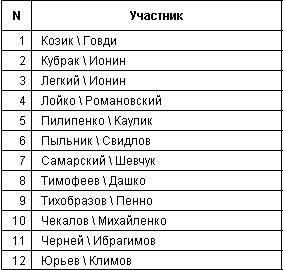 N Участник
1 Козик \ Говди
2 Кубрак \ Ионин
3 Легкий \ Ионин
4 Лойко \ Романовский
5 Пилипенко \ Каулик
6 Пыльник \ Свидлов
7 Самарский \ Шевчук
8 Тимофеев \ Дашко
9 Тихобразов \ Пенно
10 Чекалов \ Михайленко
11 Черней \ Ибрагимов
12 Юрьев \ Климов